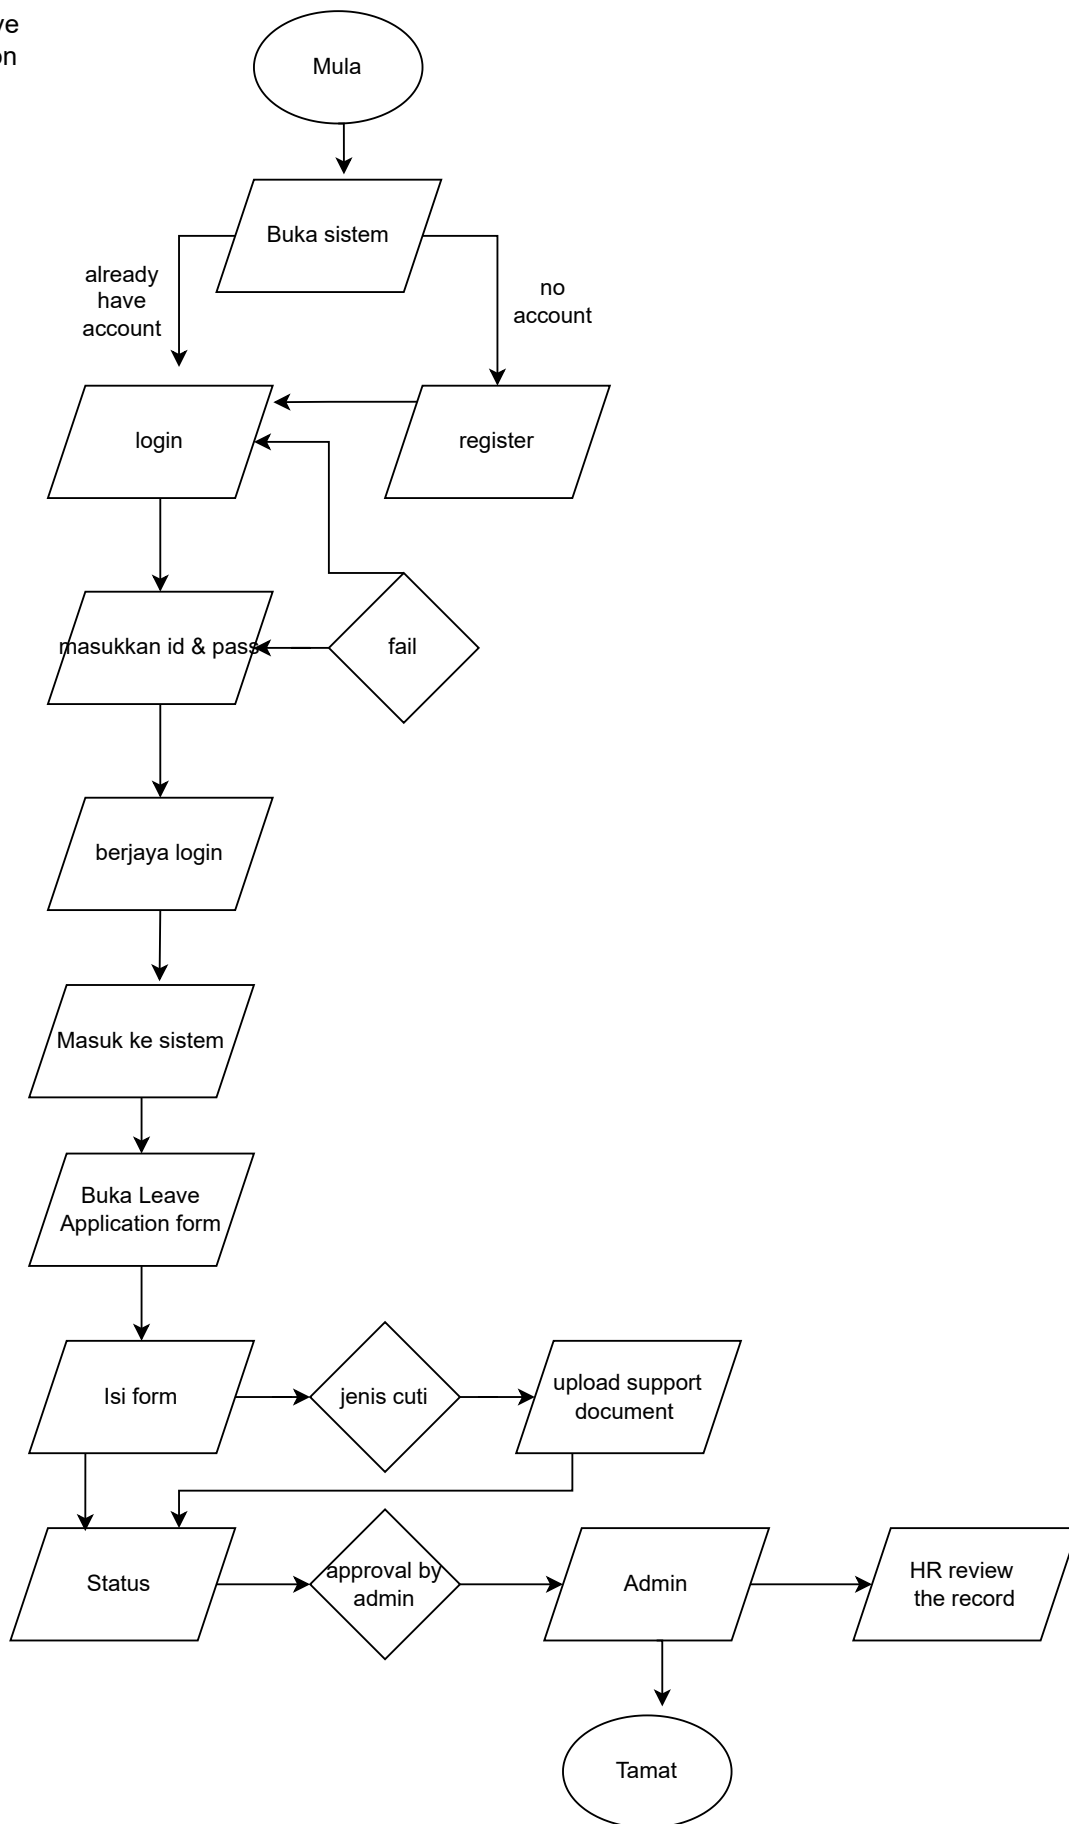 Mula
Buka sistem
already
have
account
no
account
login
register
masukkan id & pass
fail
berjaya login
Masuk ke sistem
Buka Leave
Application form
Isi form
jenis cuti
upload support
document
Status
approval by
admin
Admin
HR review
the record
Tamat